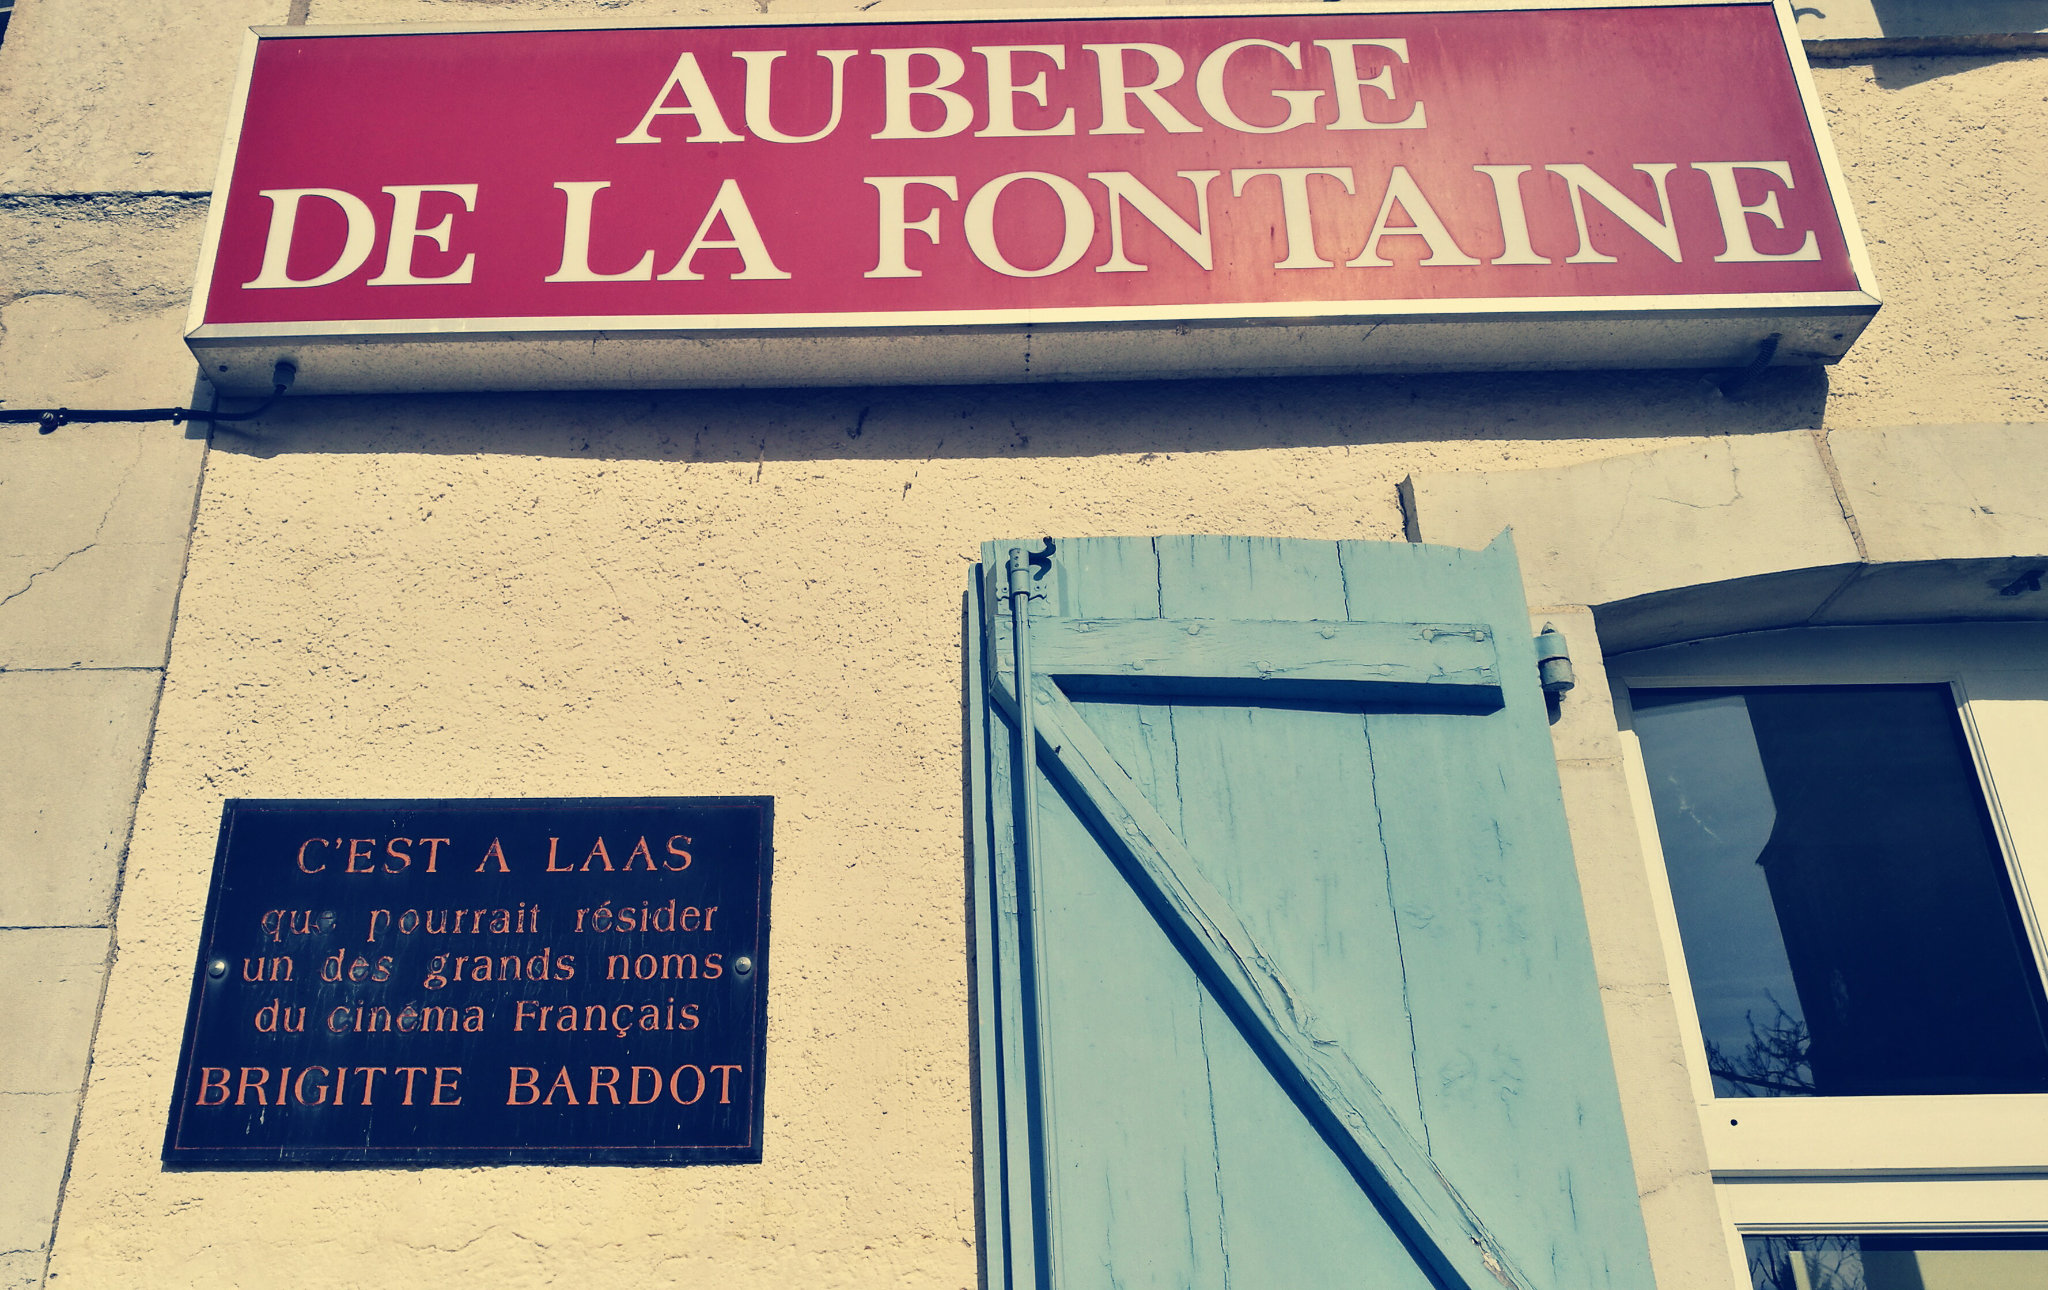 AUBERGE
DE LA FONTAINE
C'EST A LAAS
que pourrait résider
un des grands noms
du cinéma Français
BRIGITTE BARDOT